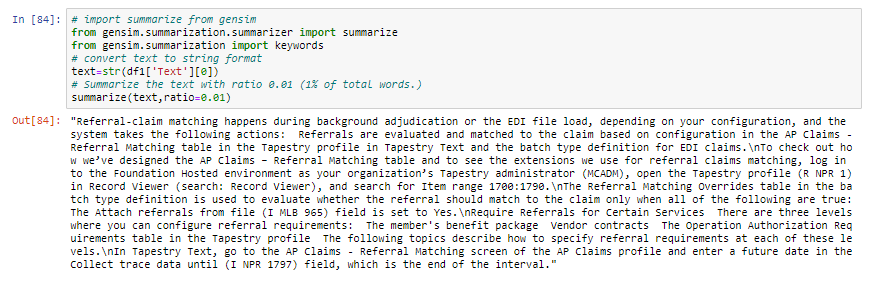 In [84]: # import summarize from gensim
from gensim.summarization.summarizer import summarize
from gensim.summarization import keywords
# convert text to string format
text=str(df1['Text'][0])
# Summarize the text with ratio 0.01 (1% of total words.)
summarize(text,ratio=0.01)
Out[84]: "Referral-claim matching happens during background adjudication or the EDI file load, depending on your configuration, and the
system takes the following actions:  Referrals are evaluated and matched to the claim based on configuration in the AP Claims -
Referral Matching table in the Tapestry profile in Tapestry Text and the batch type definition for EDI claims.\nTo check out ho
w we’ve designed the AP Claims – Referral Matching table and to see the extensions we use for referral claims matching, log in
to the Foundation Hosted environment as your organization’s Tapestry administrator (MCADM), open the Tapestry profile (R NPR 1)
in Record Viewer (search: Record Viewer), and search for Item range 1700:1790.\nThe Referral Matching Overrides table in the ba
tch type definition is used to evaluate whether the referral should match to the claim only when all of the following are true:
The Attach referrals from file (I MLB 965) field is set to Yes.\nRequire Referrals for Certain Services  There are three levels
where you can configure referral requirements:  The member's benefit package  Vendor contracts  The Operation Authorization Req
uirements table in the Tapestry profile  The following topics describe how to specify referral requirements at each of these le
vels.\nIn Tapestry Text, go to the AP Claims - Referral Matching screen of the AP Claims profile and enter a future date in the
Collect trace data until (I NPR 1797) field, which is the end of the interval."